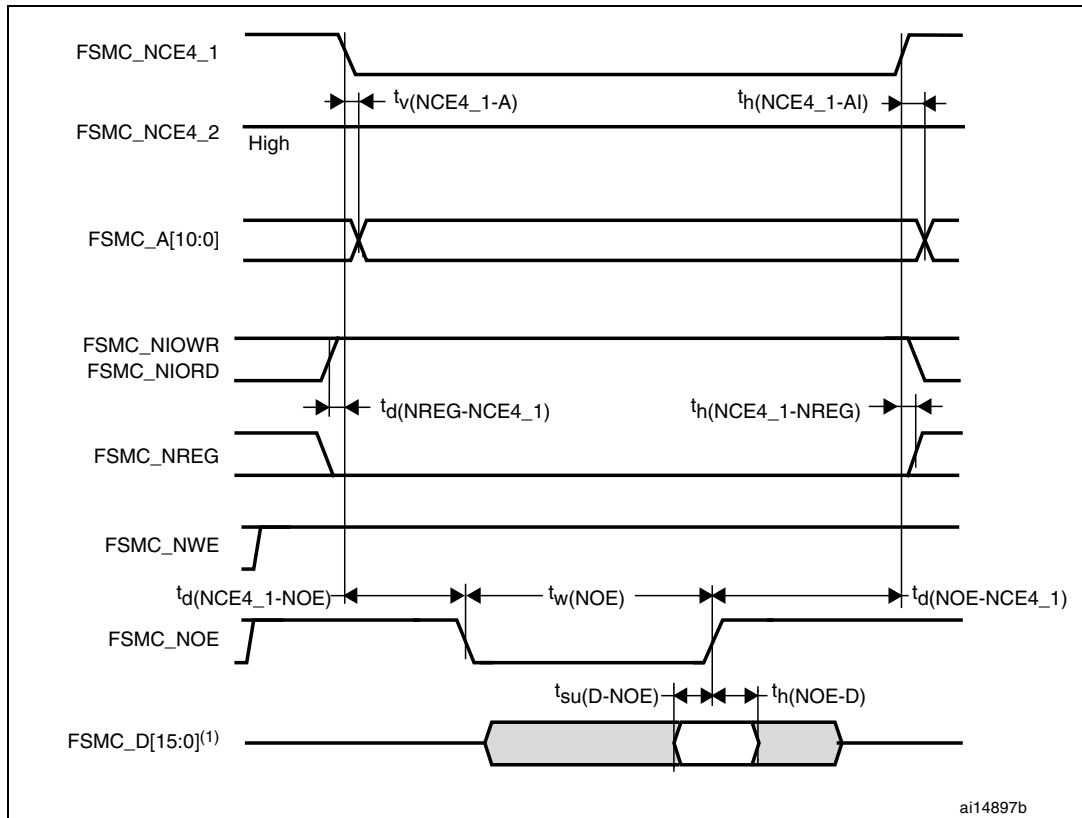 FSMC_NCE4_1
tv(NCE4_1-A)
th(NCE4_1-AI)
FSMC_NCE4_2
High
FSMC_A[10:0]
FSMC_NIOWR
FSMC_NIORD
td(NREG-NCE4_1)
th(NCE4_1-NREG)
FSMC_NREG
FSMC_NWE
td(NCE4_1-NOE)
tw(NOE)
td(NOE-NCE4_1)
FSMC_NOE
tsu(D-NOE)
th(NOE-D)
FSMC_D[15:0](1)
ai14897b